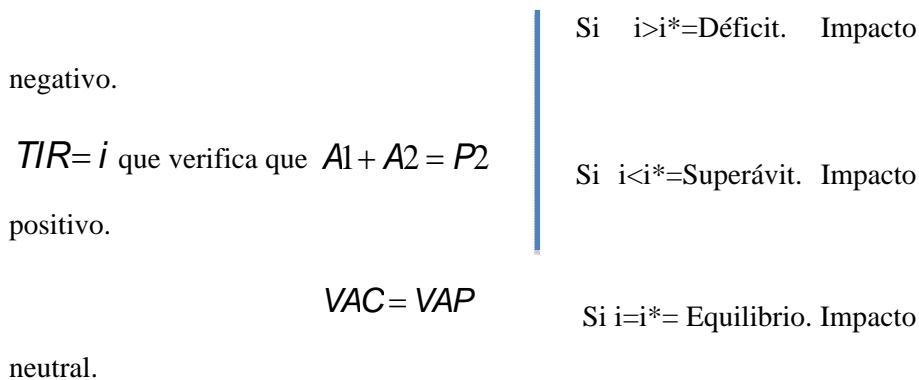 Si i>i*=Déficit. Impacto
negativo.
TIR= i que verifica que A1+ A2 = P2
Si i<i*=Superávit. Impacto
positivo.
VAC= VAP
Si i=i*= Equilibrio. Impacto
neutral.